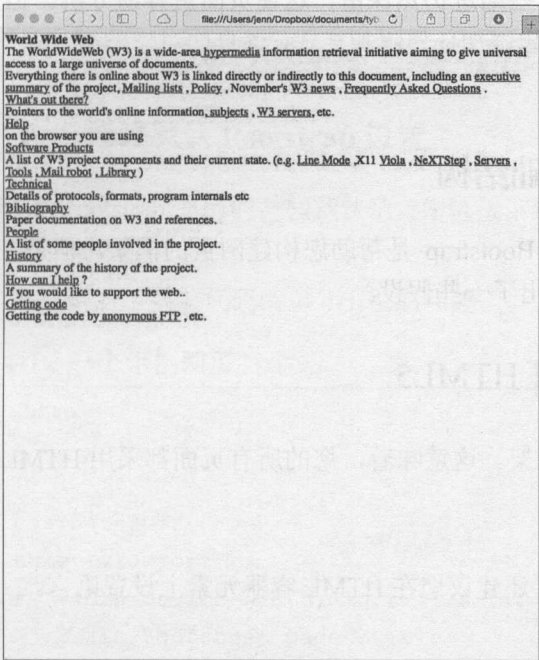 file:///Users/jenn/Dropbox/documents/tyb
World Wide Web
The WorldWideWeb (W3) is a wide-area hypermedia information retrieval initiative aiming to give universal
access to a large universe of documents.
Everything there is online about W3 is linked directly or indirectly to this document, including an executive
summary of the project, Mailing lists , Policy , November's W3 news , Frequently Asked Questions .
What's out there?
Pointers to the world's online information, subjects , W3 servers, etc.
Help
on the browser you are using
Software Products
A list of W3 project components and their current state. (e.g. Line Mode ,X11 Viola , NeXTStep , Servers ,
Tools , Mail robot , Library )
Technical
Details of protocols, formats, program internals etc
Bibliography
Paper documentation on W3 and references.
People
A list of some people involved in the project.
History
A summary of the history of the project.
How can I help ?
If you would like to support the web..
Getting code
Getting the code by anonymous FTP , etc.